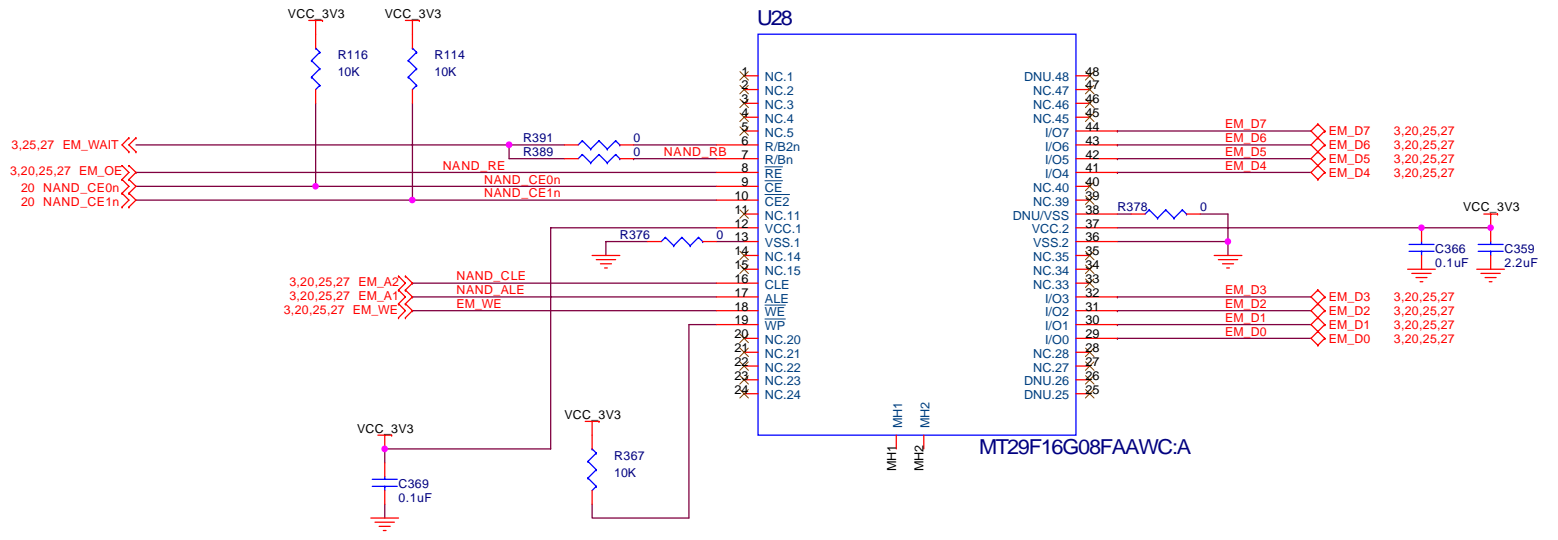 VCC_3V3 VCC_3V3 U28
R116 10K
R114 10K
3,25,27 EM_WAIT
R391 0
R389 0 NAND_RB
3,20,25,27 EM_OE NAND_RE
20 NAND_CE0n NAND_CE0n
20 NAND_CE1n NAND_CE1n
R376 0
3,20,25,27 EM_A2 NAND_CLE
3,20,25,27 EM_A1 NAND_ALE
3,20,25,27 EM_WE EM_WE
VCC_3V3
C369
0.1uF
VCC_3V3
R367
10K
1 NC.1
2 NC.2
3 NC.3
4 NC.4
5 NC.5
6 R/B2n
7 R/Bn
8 RE
9 CE
10 CE2
11 NC.11
12 VCC.1
13 VSS.1
14 NC.14
15 NC.15
16 CLE
17 ALE
18 WE
19 WP
20 NC.20
21 NC.21
22 NC.22
23 NC.23
24 NC.24
DNU.48 48
NC.47 47
NC.46 46
NC.45 45
I/O7 44 EM_D7 EM_D7 3,20,25,27
I/O6 43 EM_D6 EM_D6 3,20,25,27
I/O5 42 EM_D5 EM_D5 3,20,25,27
I/O4 41 EM_D4 EM_D4 3,20,25,27
NC.40 40
NC.39 39
DNU/VSS 38 R378 0
VCC.2 37 VCC_3V3
VSS.2 36
NC.35 35
NC.34 34
NC.33 33
I/O3 32 EM_D3 EM_D3 3,20,25,27
I/O2 31 EM_D2 EM_D2 3,20,25,27
I/O1 30 EM_D1 EM_D1 3,20,25,27
I/O0 29 EM_D0 EM_D0 3,20,25,27
NC.28 28
NC.27 27
DNU.26 26
DNU.25 25
C366
0.1uF
C359
2.2uF
MH1 MH2
MH1 MH2
MT29F16G08FAAWC:A